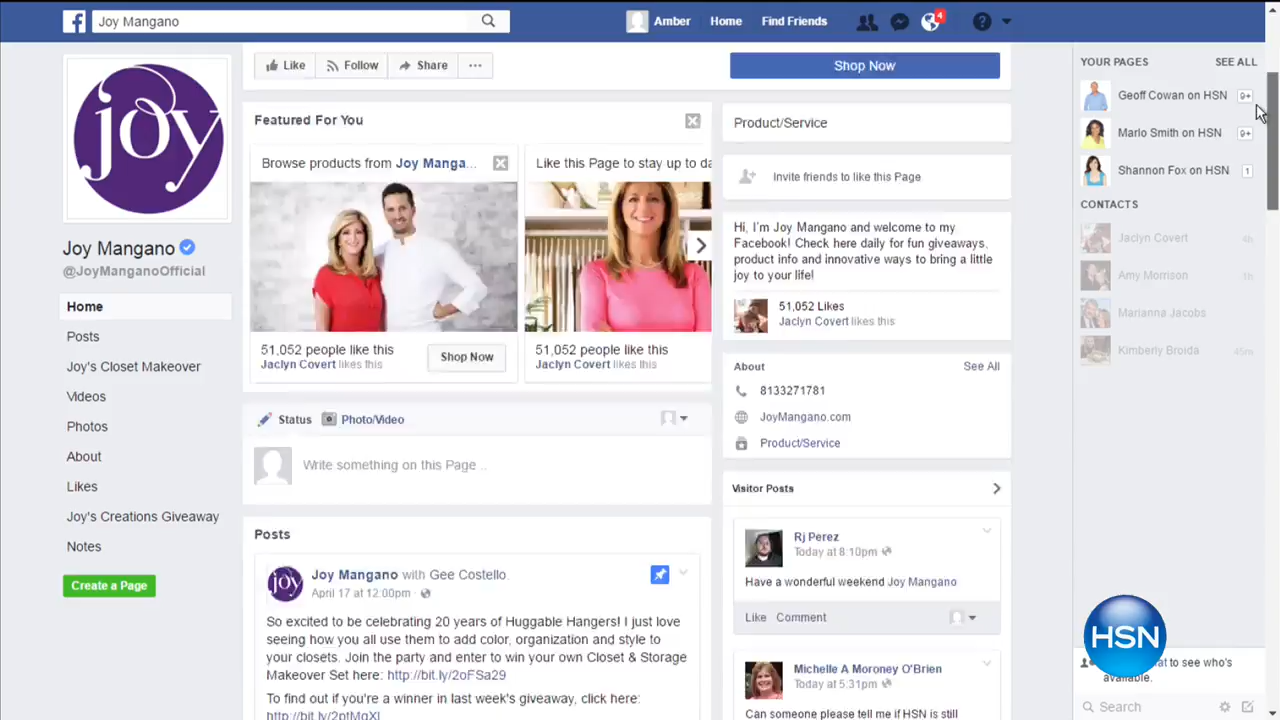 Joy Mangano
Amber
Home
Find Friends
4
joy
Joy Mangano
@JoyManganoOfficial
Home
Posts
Joy's Closet Makeover
Videos
Photos
About
Likes
Joy's Creations Giveaway
Notes
Create a Page
Like
Follow
Share
...
Shop Now
Featured For You
Browse products from Joy Manga...
51,052 people like this
Jaclyn Covert likes this
Shop Now
Like this Page to stay up to da
51,052 people like this
Jaclyn Covert likes this
Status
Photo/Video
Write something on this Page ..
Posts
joy
Joy Mangano with Gee Costello.
April 17 at 12:00pm ·
So excited to be celebrating 20 years of Huggable Hangers! I just love
seeing how you all use them to add color, organization and style to
your closets. Join the party and enter to win your own Closet & Storage
Makeover Set here: http://bit.ly/2oFSa29
To find out if you're a winner in last week's giveaway, click here:
Product/Service
Invite friends to like this Page
Hi, I'm Joy Mangano and welcome to my
Facebook! Check here daily for fun giveaways,
product info and innovative ways to bring a little
joy to your life!
51,052 Likes
Jaclyn Covert likes this
About
See All
8133271781
JoyMangano.com
Product/Service
Visitor Posts
Rj Perez
Today at 8:10pm
Have a wonderful weekend Joy Mangano
Like Comment
Michelle A Moroney O'Brien
Today at 5:31pm
Can someone please tell me if HSN is still
YOUR PAGES
SEE ALL
Geoff Cowan on HSN
9+
Marlo Smith on HSN
9+
Shannon Fox on HSN
1
CONTACTS
Jaclyn Covert
4h
Amy Morrison
1h
Marianna Jacobs
Kimberly Broida
45m
HSN
to see who's
available.
Search